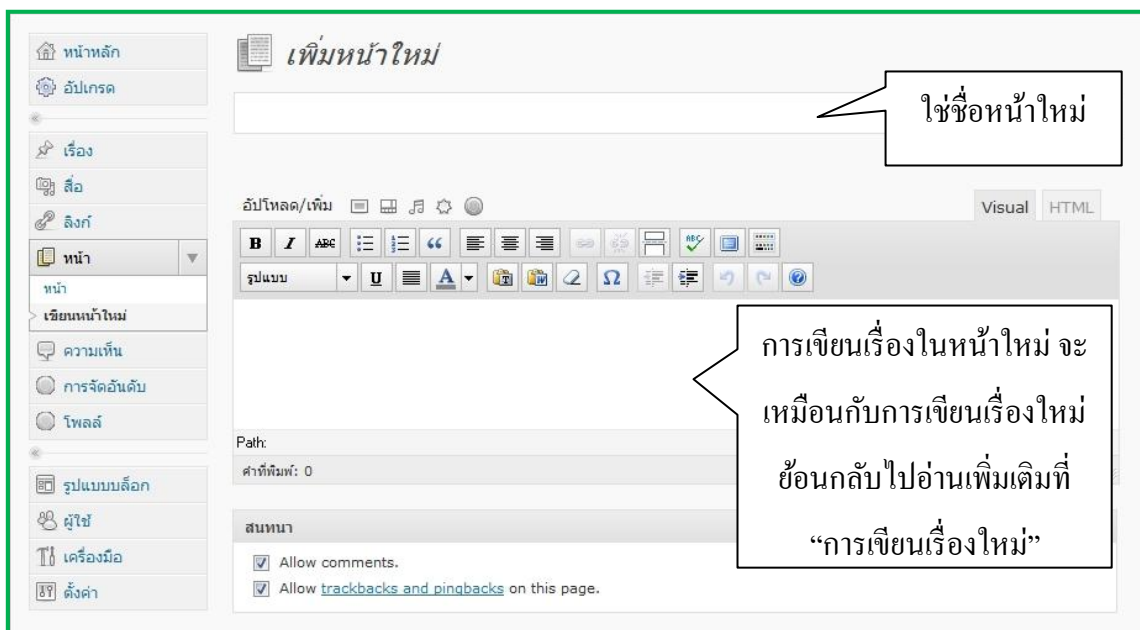 หน้าหลัก
อัปเกรด
เรื่อง
สื่อ
ลิงก์
หน้า
หน้า
เขียนหน้าใหม่
ความเห็น
การจัดอันดับ
โพลล์
รูปแบบบล็อก
ผู้ใช้
เครื่องมือ
ตั้งค่า
เพิ่มหน้าใหม่
ใช่ชื่อหน้าใหม่
อัปโหลด/เพิ่ม
Visual HTML
B I ABC ABC
รูปแบบ U A T W Ω
การเขียนเรื่องในหน้าใหม่ จะ
เหมือนกับการเขียนเรื่องใหม่
ย้อนกลับไปอ่านเพิ่มเติมที่
“การเขียนเรื่องใหม่”
Path:
คำที่พิมพ์: 0
สนทนา
Allow comments.
Allow trackbacks and pingbacks on this page.